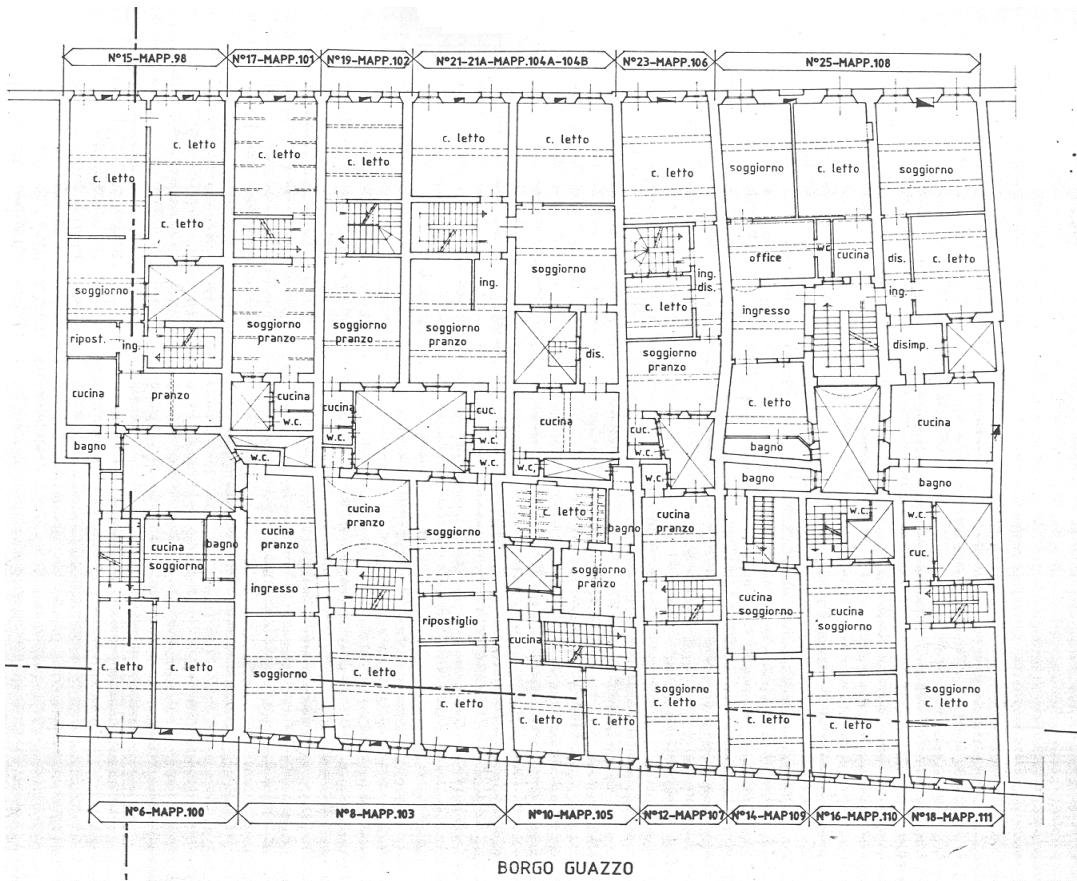 N°15-MAPP.98 N°17-MAPP.101 N°19-MAPP.102 N°21-21A-MAPP.104A-104B N°23-MAPP.106 N°25-MAPP.108
c. letto
c. letto
c. letto
c. letto
c. letto
c. letto
c. letto
c. letto
soggiorno
c. letto
soggiorno
c. letto
office
w.c.
cucina
dis.
c. letto
soggiorno
soggiorno
ing.
ing.
dis.
c. letto
ingresso
ing.
ripost.
ing.
soggiorno
pranzo
soggiorno
pranzo
soggiorno
pranzo
dis.
soggiorno
pranzo
disimp.
cucina
pranzo
cucina
w.c.
cucina
w.c.
cuc.
w.c.
cucina
c. letto
cucina
bagno
w.c.
w.c.
w.c.
cuc.
w.c.
w.c.
bagno
bagno
bagno
cucina
soggiorno
bagno
cucina
pranzo
cucina
pranzo
soggiorno
c. letto
bagno
cucina
pranzo
w.c.
w.c.
cuc.
ingresso
soggiorno
pranzo
cucina
soggiorno
cucina
soggiorno
ripostiglio
cucina
c. letto
c. letto
soggiorno
c. letto
c. letto
c. letto
c. letto
soggiorno
c. letto
c. letto
c. letto
soggiorno
c. letto
N°6-MAPP.100 N°8-MAPP.103 N°10-MAPP.105 N°12-MAPP107 N°14-MAP109 N°16-MAPP.110 N°18-MAPP.111
BORGO GUAZZO